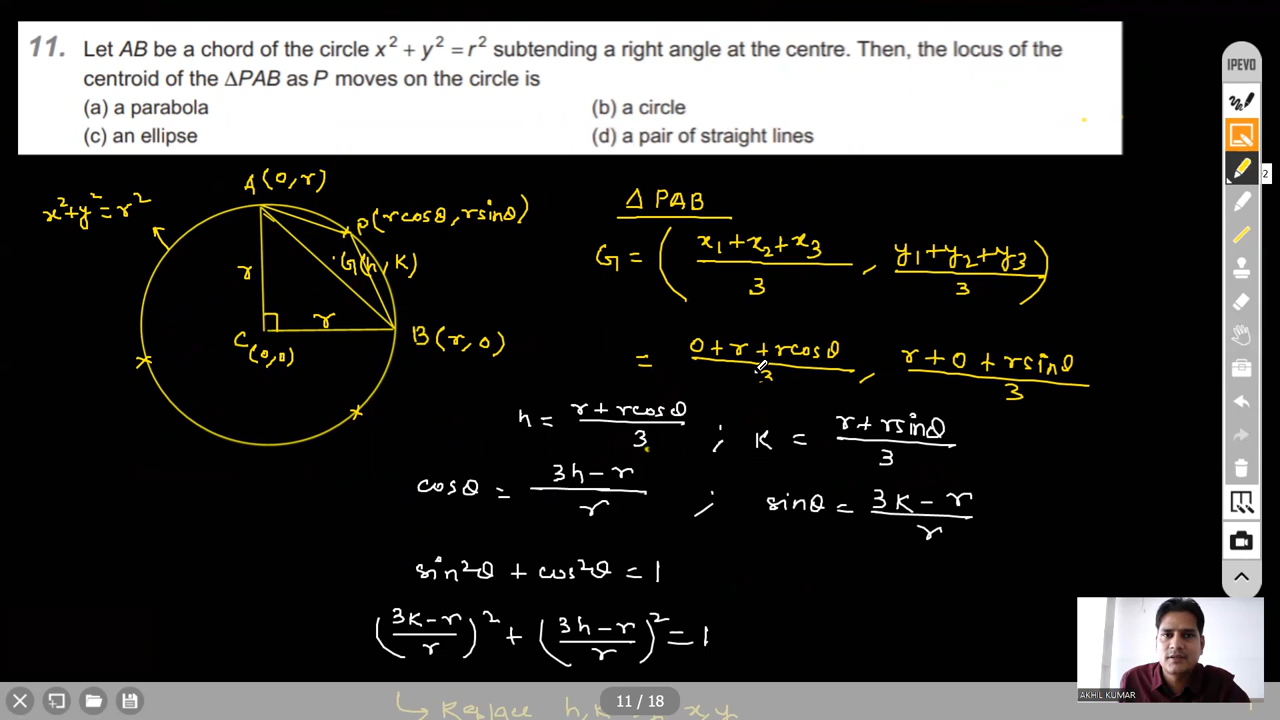 11. Let AB be a chord of the circle x² + y² = r² subtending a right angle at the centre. Then, the locus of the
centroid of the ΔPAB as P moves on the circle is
(a) a parabola
(b) a circle
(c) an ellipse
(d) a pair of straight lines
IPEVO
2
A(0, r)
x²+y²=r²
P(rcosθ, rsinθ)
G(h, K)
r
r
C(0,0)
B(r, 0)
Δ PAB
G = ( x₁+x₂+x₃ / 3 , y₁+y₂+y₃ / 3 )
= 0+r+rcosθ / 3 , r+0+rsinθ / 3
h = r+rcosθ / 3 ; K = r+rsinθ / 3
cosθ = 3h-r / r ; sinθ = 3K-r / r
sin²θ + cos²θ = 1
(3K-r / r)² + (3h-r / r)² = 1
↳ Replace h, K x, y
11 / 18
AKHIL KUMAR